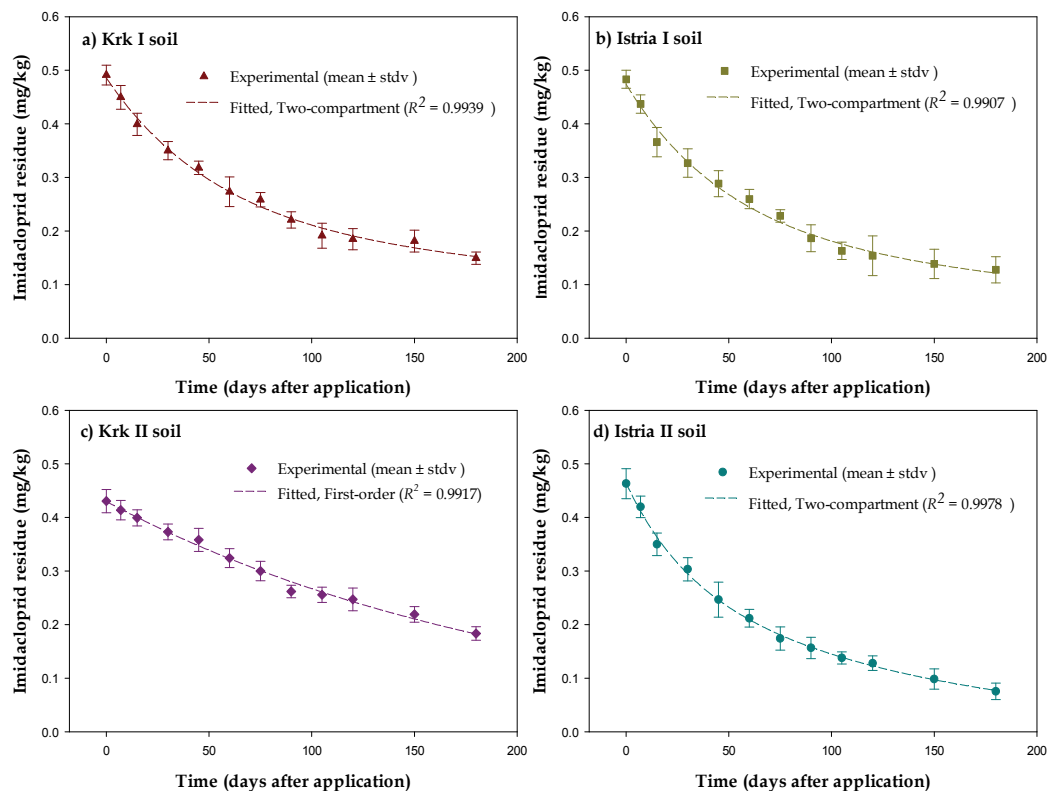 a) Krk I soil
Experimental (mean ± stdv )
Fitted, Two-compartment (R² = 0.9939 )
Imidacloprid residue (mg/kg)
0.6
0.5
0.4
0.3
0.2
0.1
0.0
0 50 100 150 200
Time (days after application)
b) Istria I soil
Experimental (mean ± stdv )
Fitted, Two-compartment (R² = 0.9907 )
Imidacloprid residue (mg/kg)
0.6
0.5
0.4
0.3
0.2
0.1
0.0
0 50 100 150 200
Time (days after application)
c) Krk II soil
Experimental (mean ± stdv )
Fitted, First-order (R² = 0.9917)
Imidacloprid residue (mg/kg)
0.6
0.5
0.4
0.3
0.2
0.1
0.0
0 50 100 150 200
Time (days after application)
d) Istria II soil
Experimental (mean ± stdv )
Fitted, Two-compartment (R² = 0.9978 )
Imidacloprid residue (mg/kg)
0.6
0.5
0.4
0.3
0.2
0.1
0.0
0 50 100 150 200
Time (days after application)